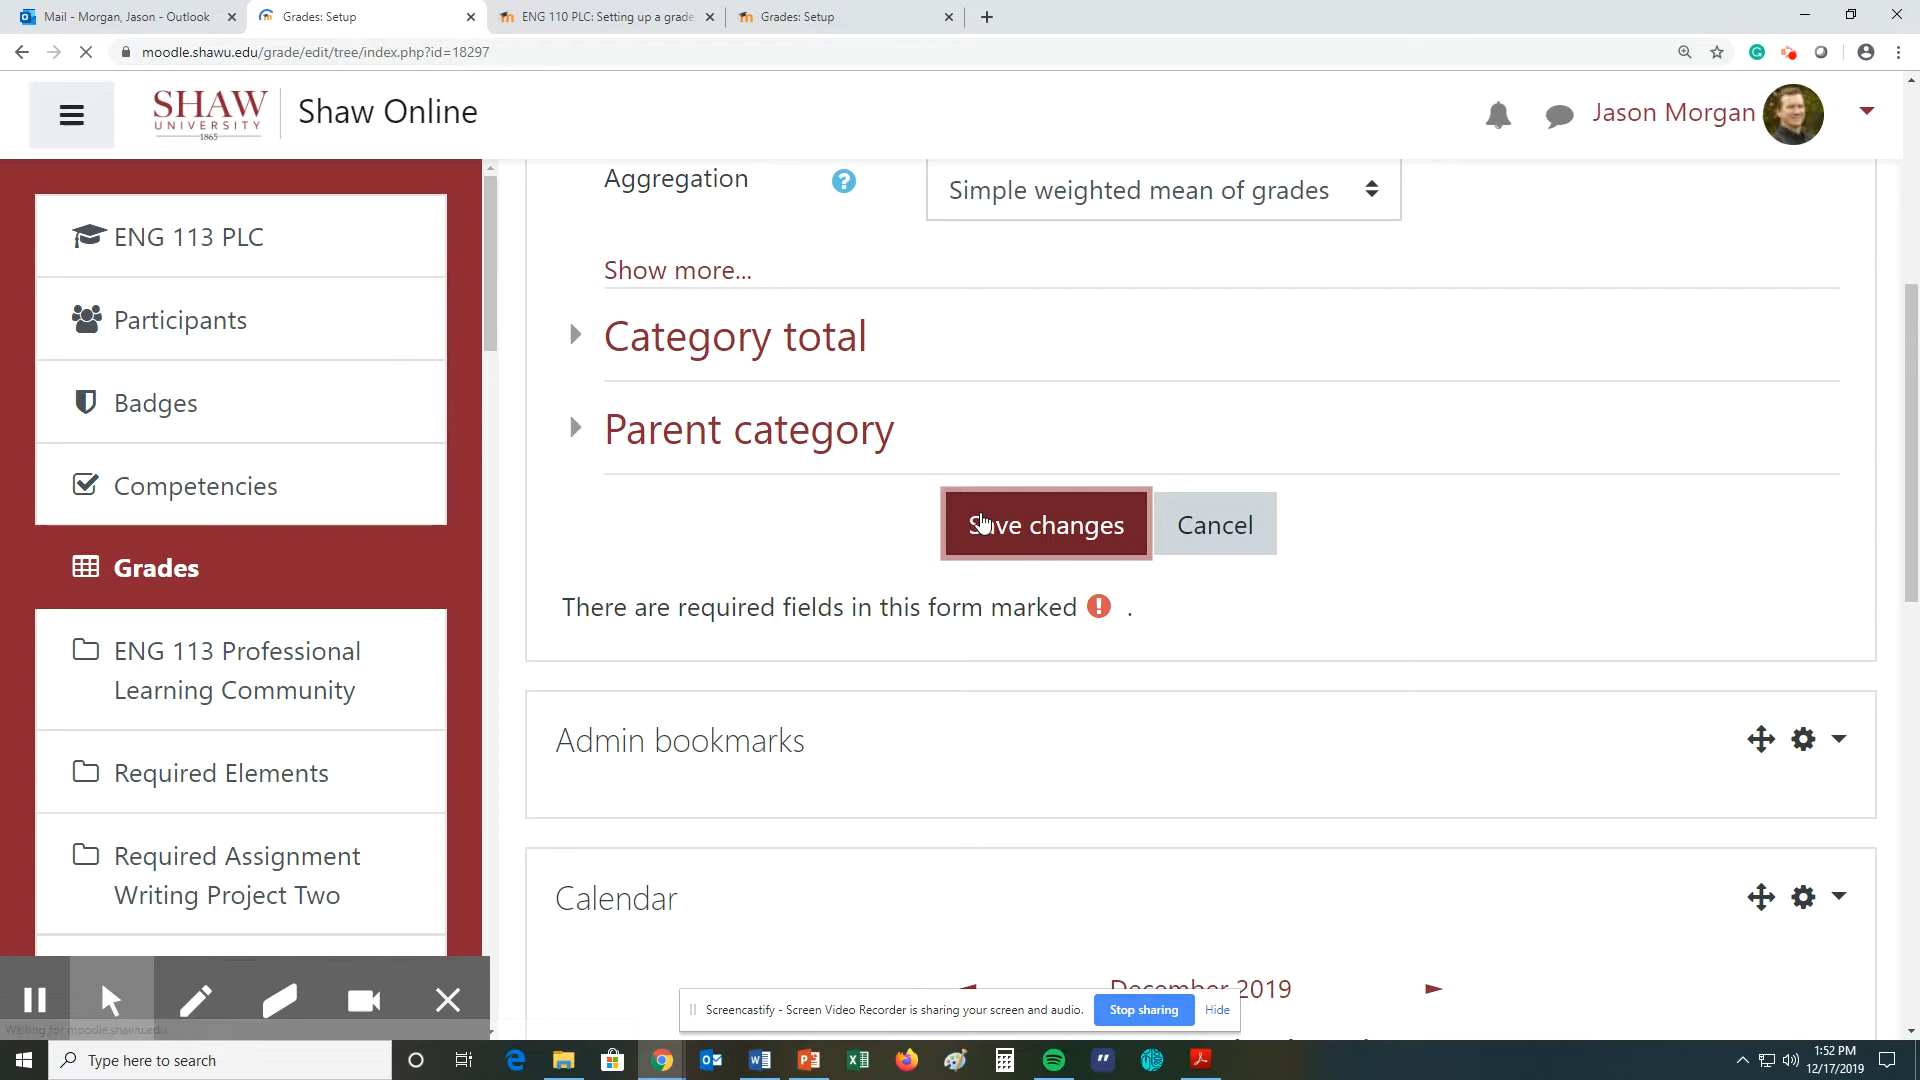 Mail - Morgan, Jason - Outlook
Grades: Setup
ENG 110 PLC: Setting up a grade
Grades: Setup
moodle.shawu.edu/grade/edit/tree/index.php?id=18297
SHAW
UNIVERSITY
1865
Shaw Online
Jason Morgan
ENG 113 PLC
Participants
Badges
Competencies
Grades
ENG 113 Professional
Learning Community
Required Elements
Required Assignment
Writing Project Two
Aggregation
Simple weighted mean of grades
Show more...
Category total
Parent category
Save changes
Cancel
There are required fields in this form marked .
Admin bookmarks
Calendar
December 2019
Screencastify - Screen Video Recorder is sharing your screen and audio.
Stop sharing
Hide
Waiting for moodle.shawu.edu...
Type here to search
1:52 PM
12/17/2019